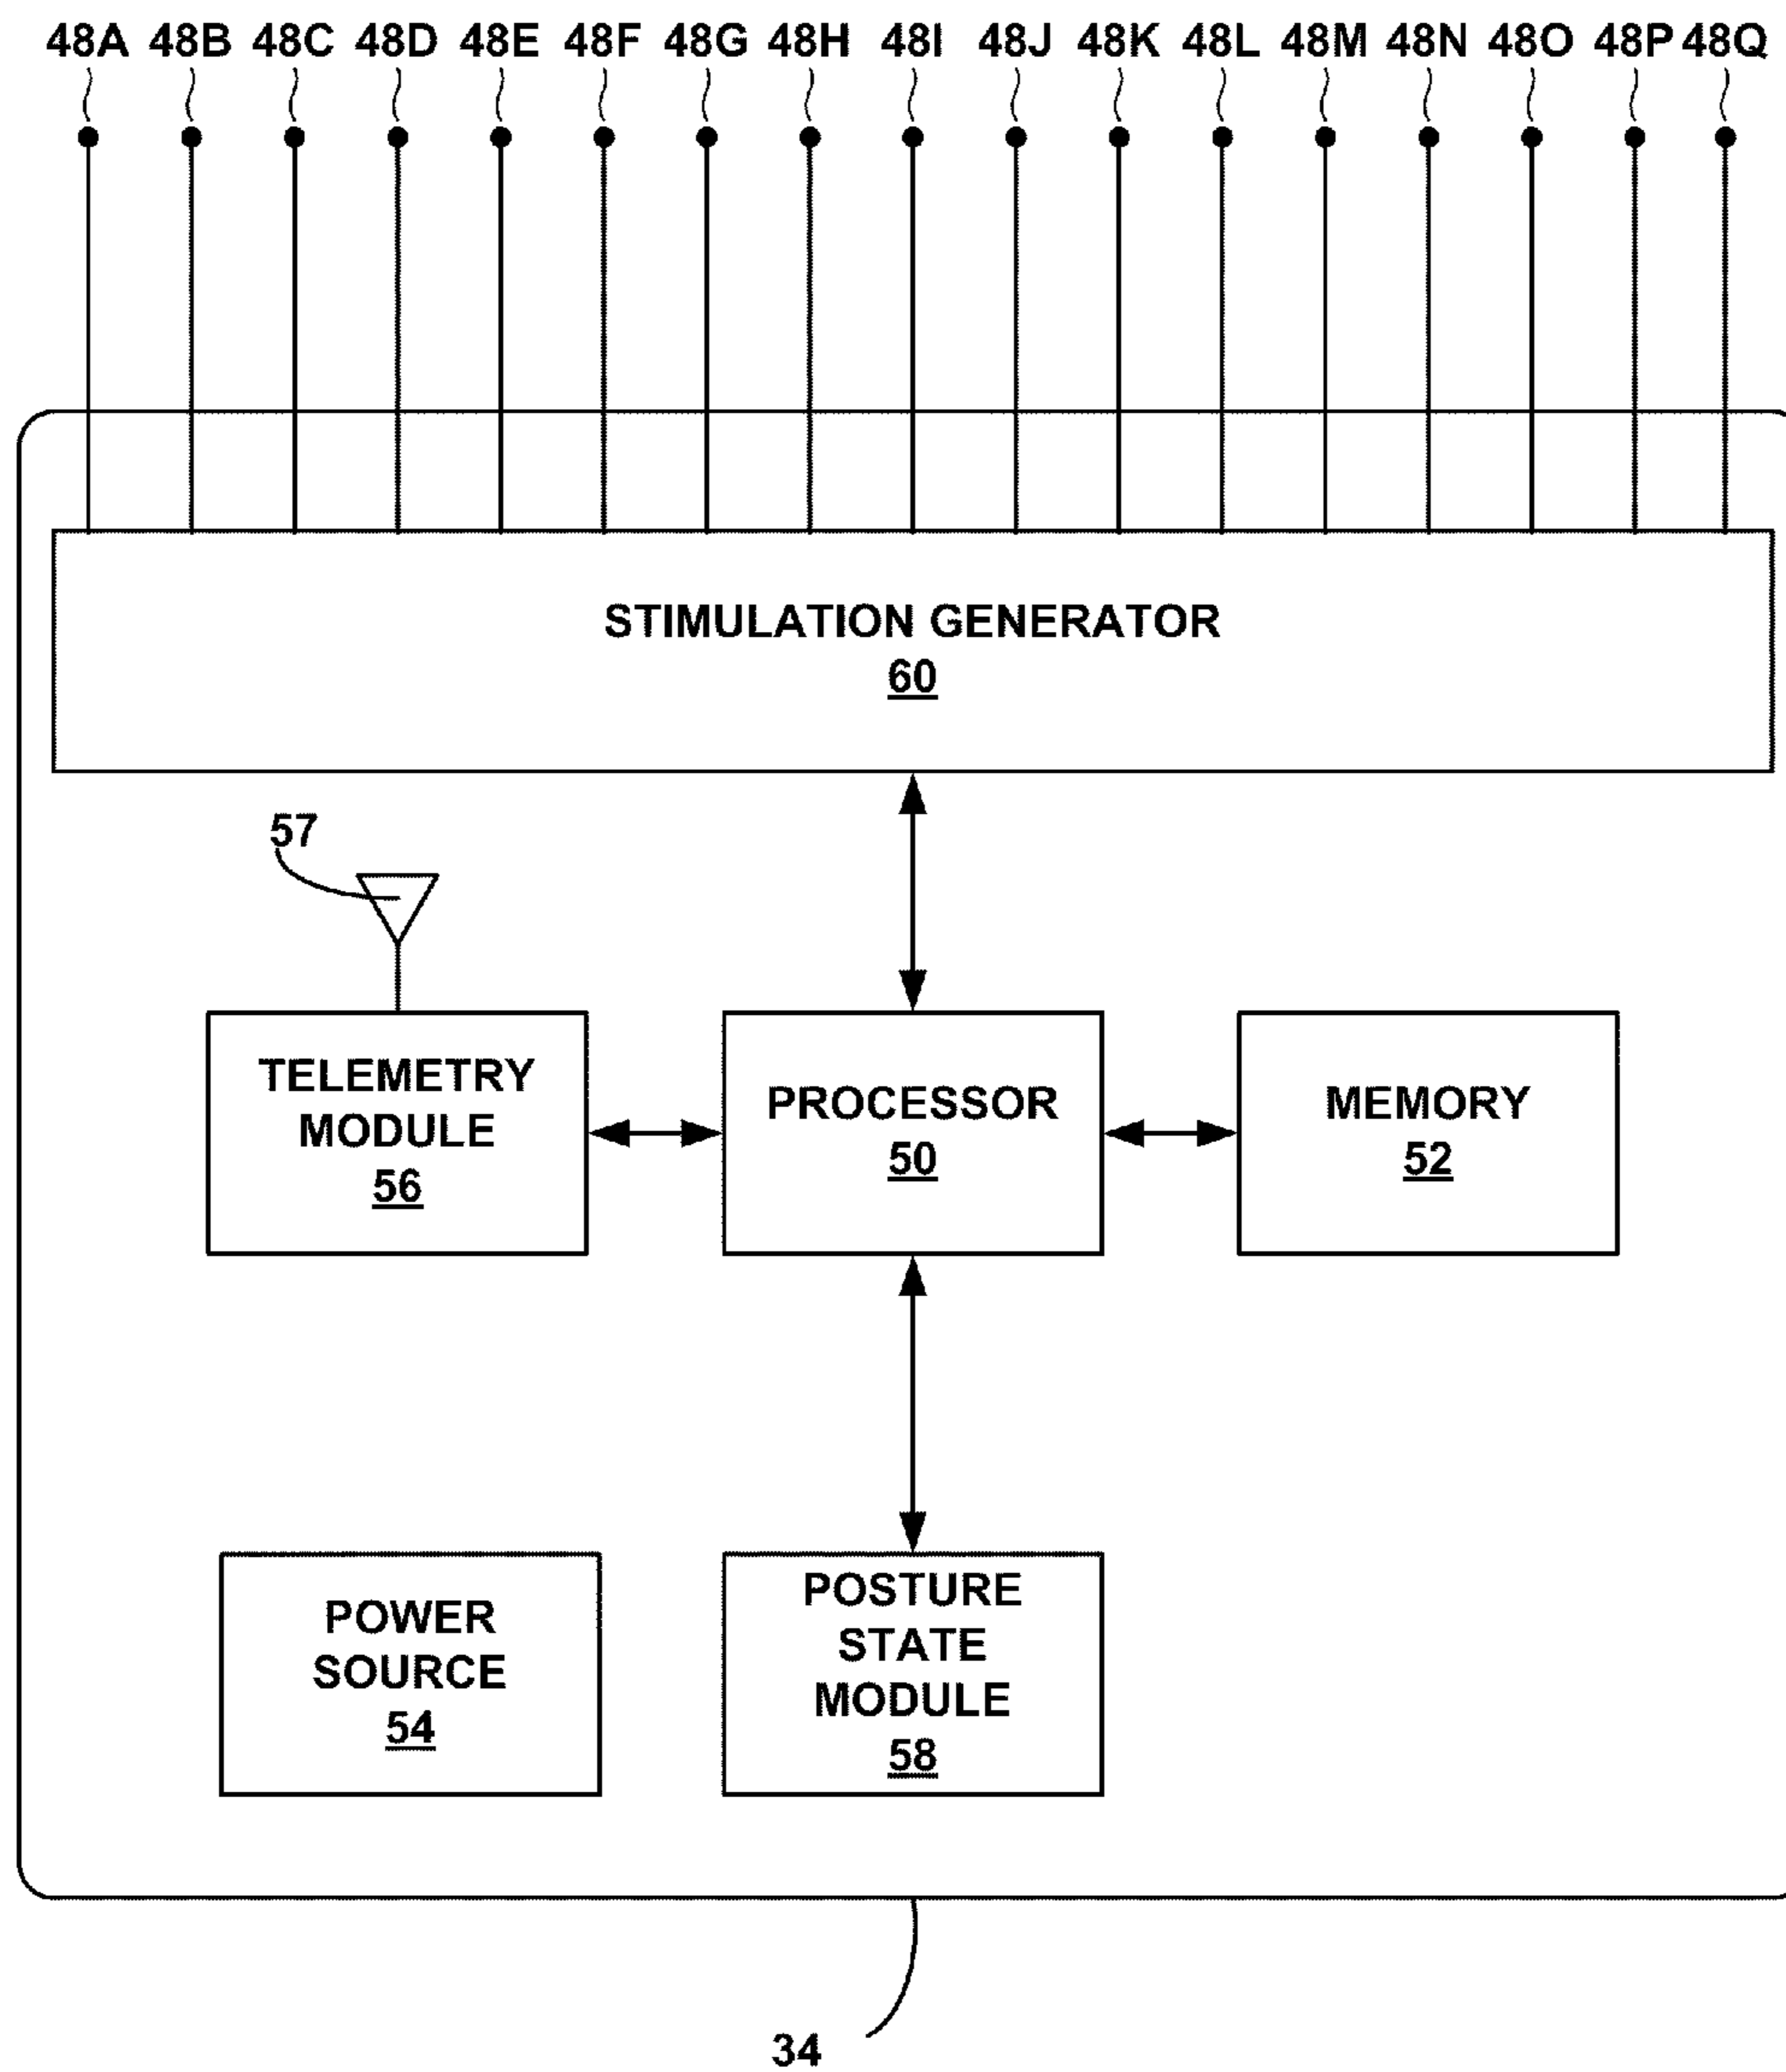 48A 48B 48C 48D 48E 48F 48G 48H 48I 48J 48K 48L 48M 48N 48O 48P 48Q
STIMULATION GENERATOR
60
57
TELEMETRY
MODULE
56
PROCESSOR
50
MEMORY
52
POWER
SOURCE
54
POSTURE
STATE
MODULE
58
34